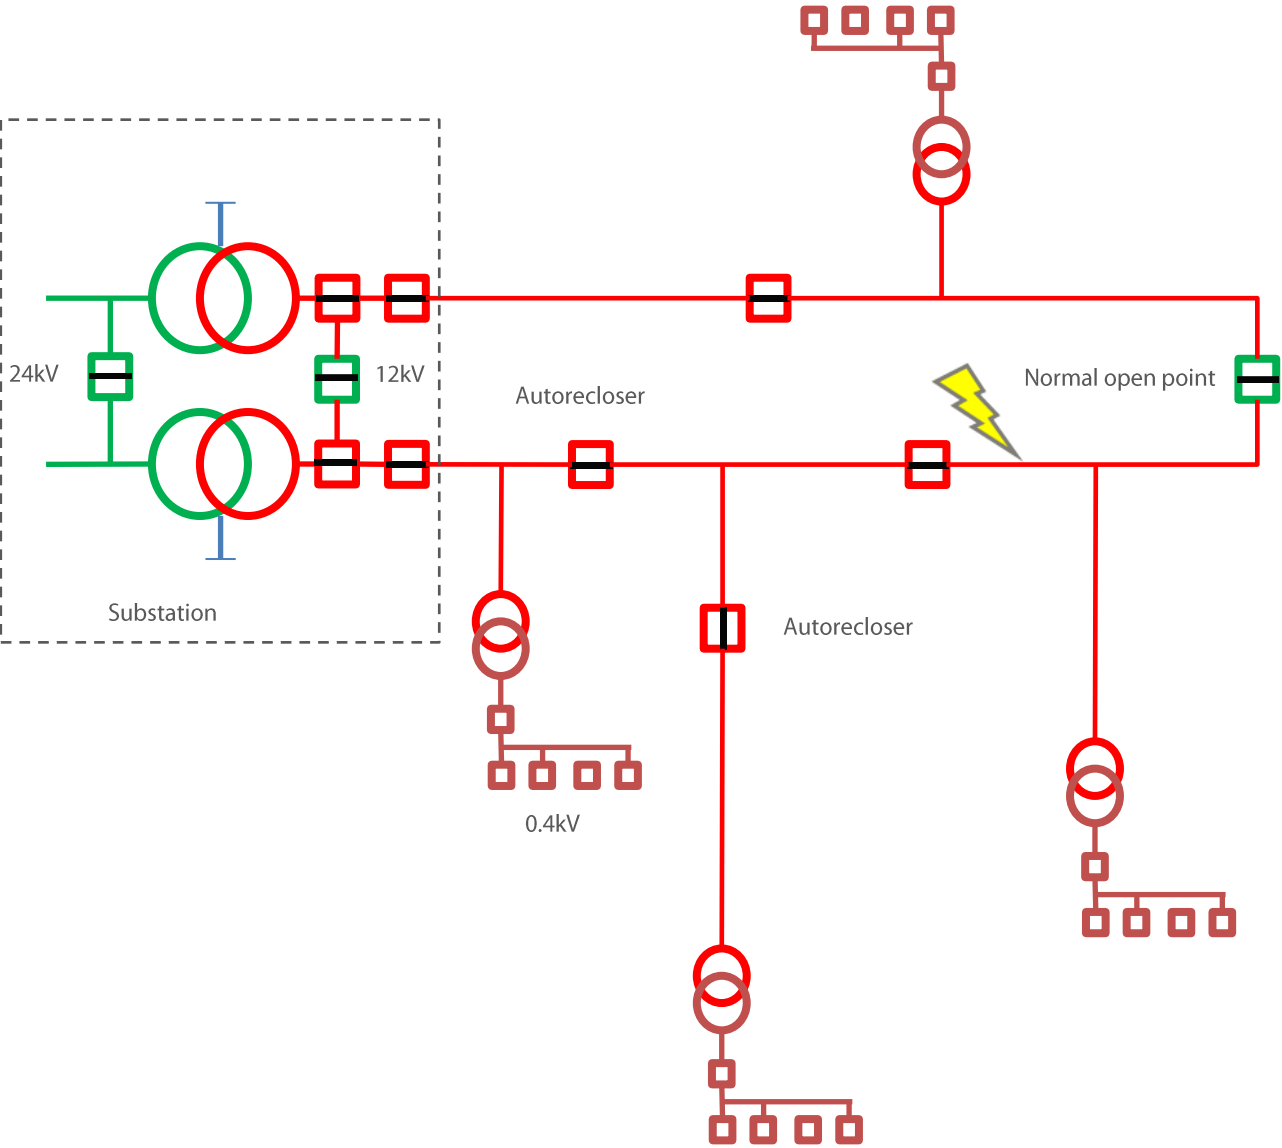 24kV
12kV
Normal open point
Autorecloser
Substation
Autorecloser
0.4kV